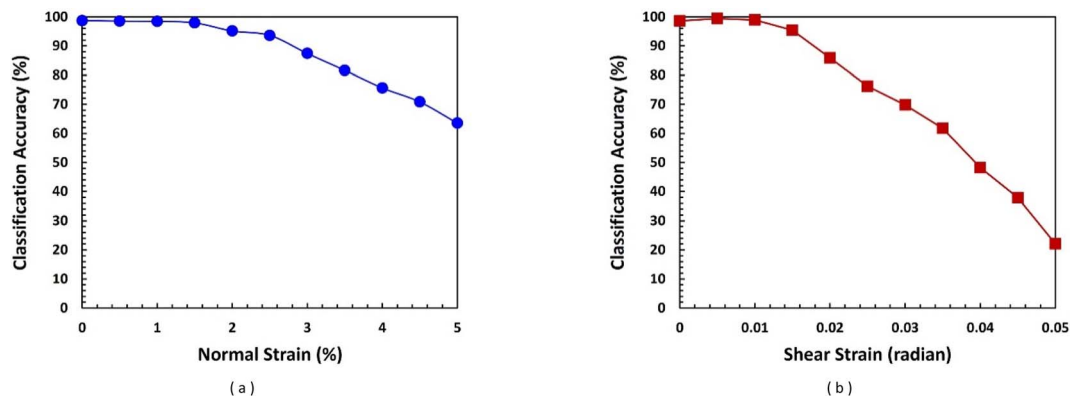 Classification Accuracy (%)
100
90
80
70
60
50
40
30
20
10
0
0 1 2 3 4 5
Normal Strain (%)
( a )
Classification Accuracy (%)
100
90
80
70
60
50
40
30
20
10
0
0 0.01 0.02 0.03 0.04 0.05
Shear Strain (radian)
( b )